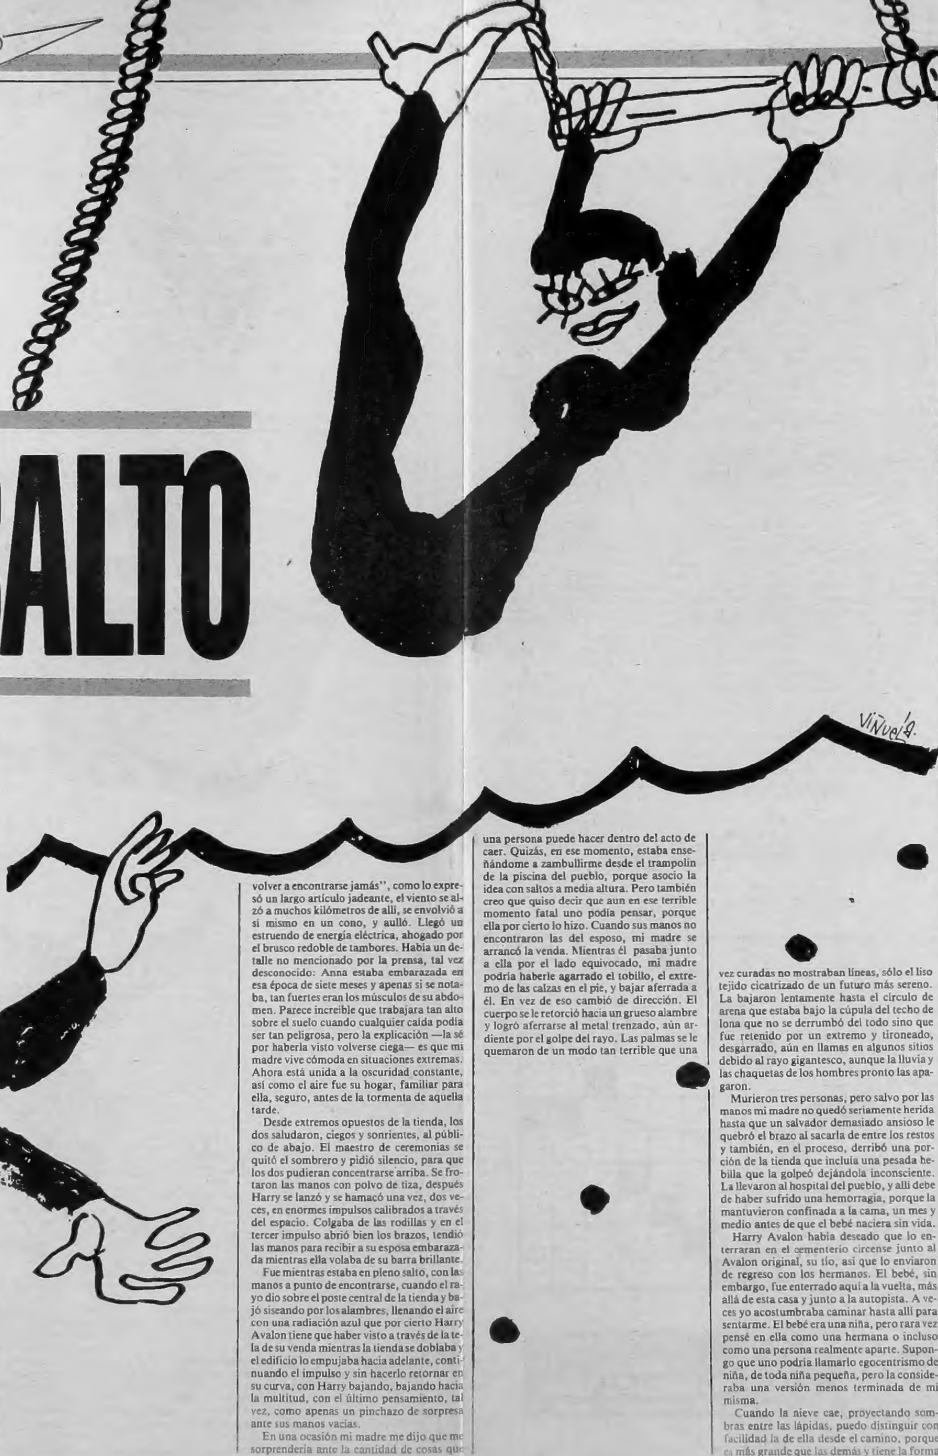 ALTO
VIÑUELA.
volver a encontrarse jamás", como lo expre-
só un largo artículo jadeante, el viento se al-
zó a muchos kilómetros de allí, se envolvió a
sí mismo en un cono, y aulló. Llegó un
estruendo de energía eléctrica, ahogado por
el brusco redoble de tambores. Había un de-
talle no mencionado por la prensa, tal vez
desconocido: Anna estaba embarazada en
esa época de siete meses y apenas si se nota-
ba, tan fuertes eran los músculos de su abdo-
men. Parece increíble que trabajara tan alto
sobre el suelo cuando cualquier caída podía
ser tan peligrosa, pero la explicación —la sé
por haberla visto volverse ciega— es que mi
madre vive cómoda en situaciones extremas.
Ahora está unida a la oscuridad constante,
así como el aire fue su hogar, familiar para
ella, seguro, antes de la tormenta de aquella
tarde.
Desde extremos opuestos de la tienda, los
dos saludaron, ciegos y sonrientes, al públi-
co de abajo. El maestro de ceremonias se
quitó el sombrero y pidió silencio, para que
los dos pudieran concentrarse arriba. Se fro-
taron las manos con polvo de tiza, después
Harry se lanzó y se hamacó una vez, dos ve-
ces, en enormes impulsos calibrados a través
del espacio. Colgaba de las rodillas y en el
tercer impulso abrió bien los brazos, tendió
las manos para recibir a su esposa embaraza-
da mientras ella volaba de su barra brillante.
Fue mientras estaba en pleno salto, con las
manos a punto de encontrarse, cuando el ra-
yo dio sobre el poste central de la tienda y ba-
jó siseando por los alambres, llenando el aire
con una radiación azul que por cierto Harry
Avalon tiene que haber visto a través de la te-
la de su venda mientras la tienda se doblaba y
el edificio lo empujaba hacia adelante, conti-
nuando el impulso y sin hacerlo retornar en
su curva, con Harry bajando, bajando hacia
la multitud, con el último pensamiento, tal
vez, como apenas un pinchazo de sorpresa
ante sus manos vacías.
En una ocasión mi madre me dijo que me
sorprendería ante la cantidad de cosas que
una persona puede hacer dentro del acto de
caer. Quizás, en ese momento, estaba ense-
ñándome a zambullirme desde el trampolín
de la piscina del pueblo, porque asocio la
idea con saltos a media altura. Pero también
creo que quiso decir que aun en ese terrible
momento fatal uno podía pensar, porque
ella por cierto lo hizo. Cuando sus manos no
encontraron las del esposo, mi madre se
arrancó la venda. Mientras él pasaba junto
a ella por el lado equivocado, mi madre
podría haberle agarrado el tobillo, el extre-
mo de las calzas en el pie, y bajar aferrada a
él. En vez de eso cambió de dirección. El
cuerpo se le retorció hacia un grueso alambre
y logró aferrarse al metal trenzado, aún ar-
diente por el golpe del rayo. Las palmas se le
quemaron de un modo tan terrible que una
vez curadas no mostraban líneas, sólo el liso
tejido cicatrizado de un futuro más sereno.
La bajaron lentamente hasta el círculo de
arena que estaba bajo la cúpula del techo de
lona que no se derrumbó del todo sino que
fue retenido por un extremo y tironeado,
desgarrado, aún en llamas en algunos sitios
debido al rayo gigantesco, aunque la lluvia y
las chaquetas de los hombres pronto las apa-
garon.
Murieron tres personas, pero salvo por las
manos mi madre no quedó seriamente herida
hasta que un salvador demasiado ansioso le
quebró el brazo al sacarla de entre los restos
y también, en el proceso, derribó una por-
ción de la tienda que incluía una pesada he-
billa que la golpeó dejándola inconsciente.
La llevaron al hospital del pueblo, y allí debe
de haber sufrido una hemorragia, porque la
mantuvieron confinada a la cama, un mes y
medio antes de que el bebé naciera sin vida.
Harry Avalon había deseado que lo en-
terraran en el cementerio circense junto al
Avalon original, su tío, así que lo enviaron
de regreso con los hermanos. El bebé, sin
embargo, fue enterrado aquí a la vuelta, más
allá de esta casa y junto a la autopista. A ve-
ces yo acostumbraba caminar hasta allí para
sentarme. El bebé era una niña, pero rara vez
pensé en ella como una hermana o incluso
como una persona realmente aparte. Supon-
go que uno podría llamarlo egocentrismo de
niña, de toda niña pequeña, pero la conside-
raba una versión menos terminada de mí
misma.
Cuando la nieve cae, proyectando som-
bras entre las lápidas, puedo distinguir con
facilidad la de ella desde el camino, porque
es más grande que las demás y tiene la forma